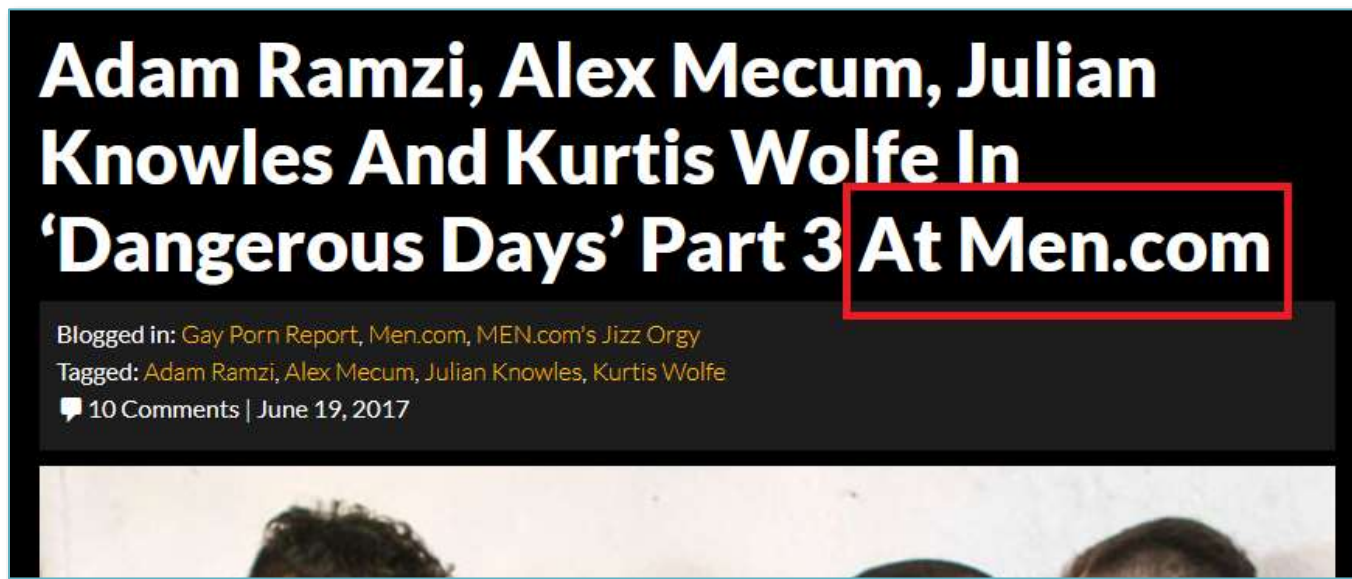 Adam Ramzi, Alex Mecum, Julian
Knowles And Kurtis Wolfe In
‘Dangerous Days’ Part 3 At Men.com
Blogged in: Gay Porn Report, Men.com, MEN.com's Jizz Orgy
Tagged: Adam Ramzi, Alex Mecum, Julian Knowles, Kurtis Wolfe
10 Comments | June 19, 2017